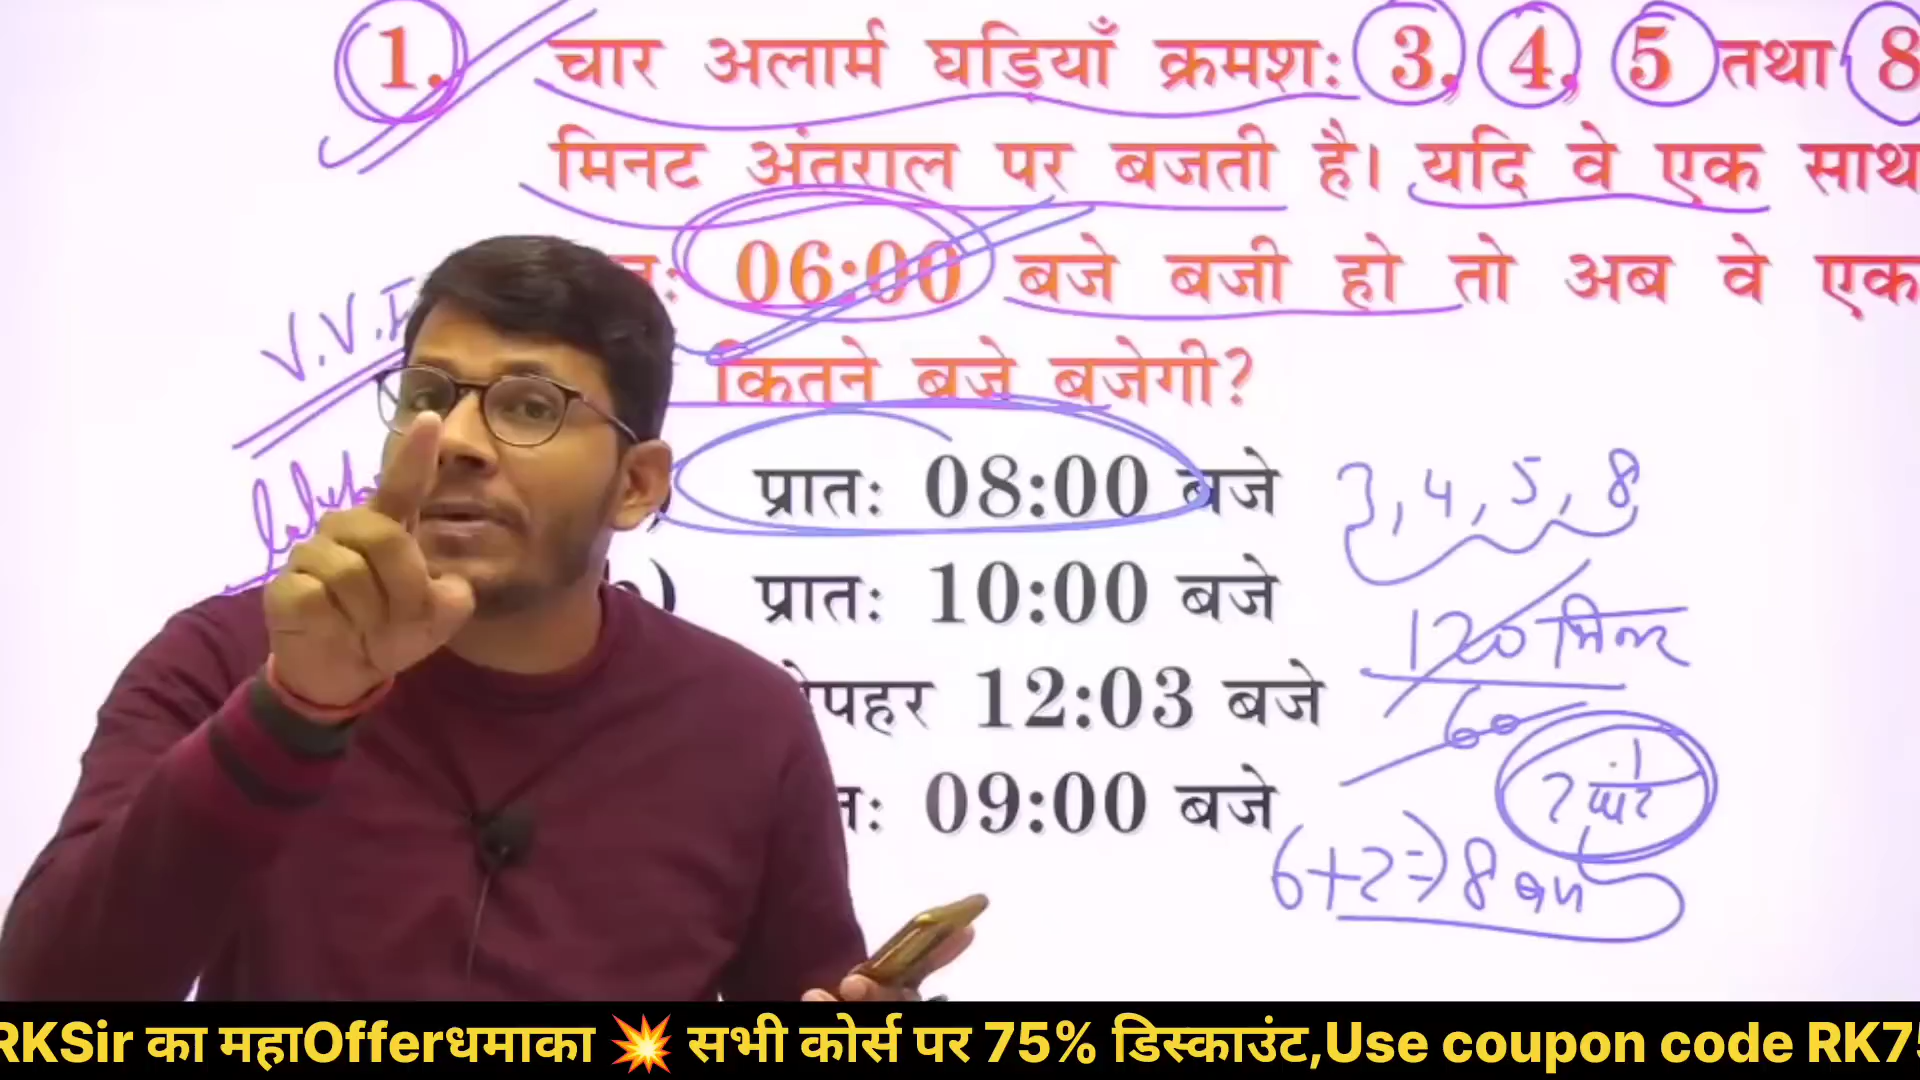 1. चार अलार्म घडियाँ क्रमशः 3, 4, 5 तथा 8
मिनट अंतराल पर बजती है। यदि वे एक साथ
06:00 बजे बजी हो तो अब वे एक
कितने बजे बजेगी?
V.V.I
प्रातः 08:00 बजे
प्रातः 10:00 बजे
12:03 बजे
09:00 बजे
3, 4, 5, 8
120 मिनट
60
2 घंटे
6+2=)8 बजे
RKSir का महाOfferधमाका 💥 सभी कोर्स पर 75% डिस्काउंट,Use coupon code